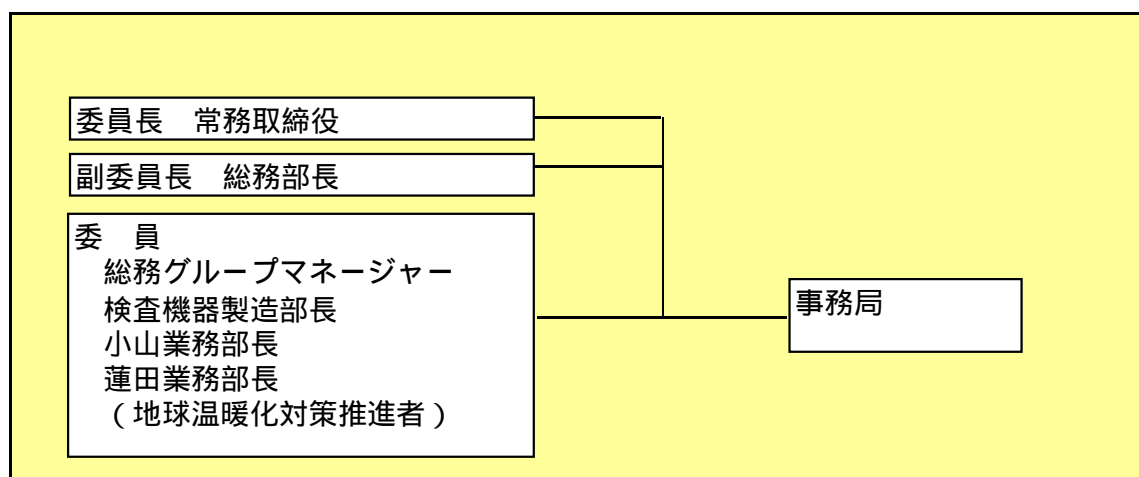 委員長　常務取締役
副委員長　総務部長
委　員
総務グループマネージャー
検査機器製造部長
小山業務部長
蓮田業務部長
（地球温暖化対策推進者）
事務局